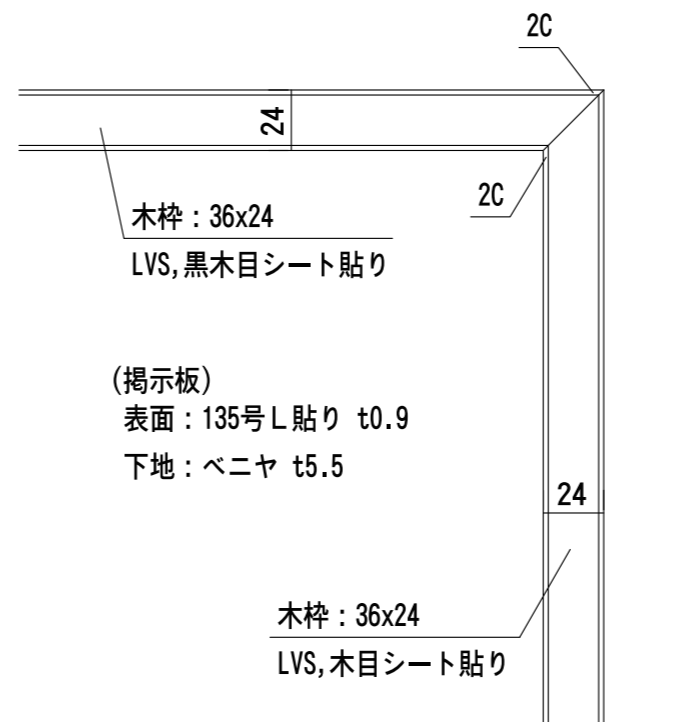 2C
24
2C
木枠：36x24
LVS,黒木目シート貼り
(掲示板)
表面：135号Ｌ貼り t0.9
下地：ベニヤ t5.5
24
木枠：36x24
LVS,木目シート貼り